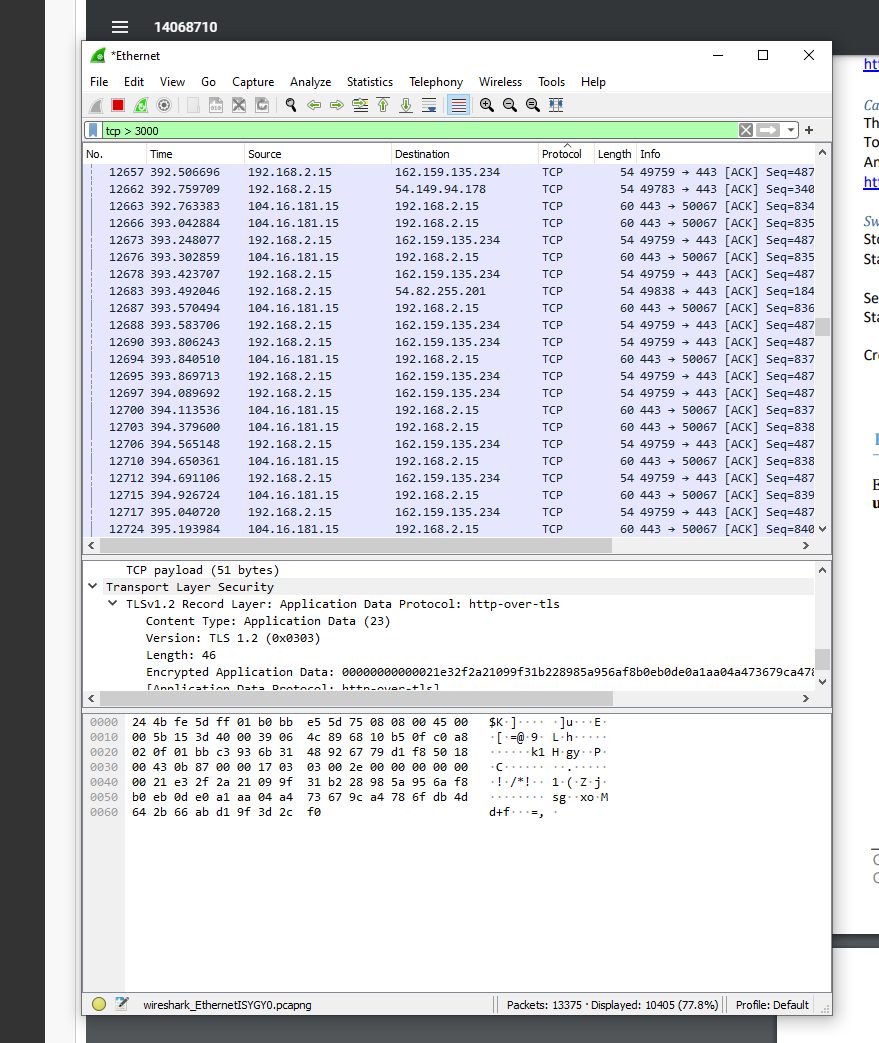 14068710
*Ethernet
File Edit View Go Capture Analyze Statistics Telephony Wireless Tools Help
tcp > 3000
No. Time Source Destination Protocol Length Info
12657 392.506696 192.168.2.15 162.159.135.234 TCP 54 49759 → 443 [ACK] Seq=487
12662 392.759709 192.168.2.15 54.149.94.178 TCP 54 49783 → 443 [ACK] Seq=340
12663 392.763383 104.16.181.15 192.168.2.15 TCP 60 443 → 50067 [ACK] Seq=834
12666 393.042884 104.16.181.15 192.168.2.15 TCP 60 443 → 50067 [ACK] Seq=835
12673 393.248077 192.168.2.15 162.159.135.234 TCP 54 49759 → 443 [ACK] Seq=487
12676 393.302859 104.16.181.15 192.168.2.15 TCP 60 443 → 50067 [ACK] Seq=835
12678 393.423707 192.168.2.15 162.159.135.234 TCP 54 49759 → 443 [ACK] Seq=487
12683 393.492046 192.168.2.15 54.82.255.201 TCP 54 49838 → 443 [ACK] Seq=184
12687 393.570494 104.16.181.15 192.168.2.15 TCP 60 443 → 50067 [ACK] Seq=836
12688 393.583706 192.168.2.15 162.159.135.234 TCP 54 49759 → 443 [ACK] Seq=487
12690 393.806243 192.168.2.15 162.159.135.234 TCP 54 49759 → 443 [ACK] Seq=487
12694 393.840510 104.16.181.15 192.168.2.15 TCP 60 443 → 50067 [ACK] Seq=837
12695 393.869713 192.168.2.15 162.159.135.234 TCP 54 49759 → 443 [ACK] Seq=487
12697 394.089692 192.168.2.15 162.159.135.234 TCP 54 49759 → 443 [ACK] Seq=487
12700 394.113536 104.16.181.15 192.168.2.15 TCP 60 443 → 50067 [ACK] Seq=837
12703 394.379600 104.16.181.15 192.168.2.15 TCP 60 443 → 50067 [ACK] Seq=838
12706 394.565148 192.168.2.15 162.159.135.234 TCP 54 49759 → 443 [ACK] Seq=487
12710 394.650361 104.16.181.15 192.168.2.15 TCP 60 443 → 50067 [ACK] Seq=838
12712 394.691106 192.168.2.15 162.159.135.234 TCP 54 49759 → 443 [ACK] Seq=487
12715 394.926724 104.16.181.15 192.168.2.15 TCP 60 443 → 50067 [ACK] Seq=839
12717 395.040720 192.168.2.15 162.159.135.234 TCP 54 49759 → 443 [ACK] Seq=487
12724 395.193984 104.16.181.15 192.168.2.15 TCP 60 443 → 50067 [ACK] Seq=840
TCP payload (51 bytes)
Transport Layer Security
TLSv1.2 Record Layer: Application Data Protocol: http-over-tls
Content Type: Application Data (23)
Version: TLS 1.2 (0x0303)
Length: 46
Encrypted Application Data: 00000000000021e32f2a21099f31b228985a956af8b0eb0de0a1aa04a473679ca478
[Application Data Protocol: http-over-tls]
0000 24 4b fe 5d ff 01 b0 bb e5 5d 75 08 08 00 45 00 $K·]···· ·]u···E·
0010 00 5b 15 3d 40 00 39 06 4c 89 68 10 b5 0f c0 a8 ·[·=@·9· L·h·····
0020 02 0f 01 bb c3 93 6b 31 48 92 67 79 d1 f8 50 18 ······k1 H·gy··P·
0030 00 43 0b 87 00 00 17 03 03 00 2e 00 00 00 00 00 ·C······ ··.·····
0040 00 21 e3 2f 2a 21 09 9f 31 b2 28 98 5a 95 6a f8 ·!·/*!·· 1·(·Z·j·
0050 b0 eb 0d e0 a1 aa 04 a4 73 67 9c a4 78 6f db 4d ········ sg··xo·M
0060 64 2b 66 ab d1 9f 3d 2c f0 d+f···=, ·
wireshark_EthernetISYGY0.pcapng Packets: 13375 · Displayed: 10405 (77.8%) Profile: Default